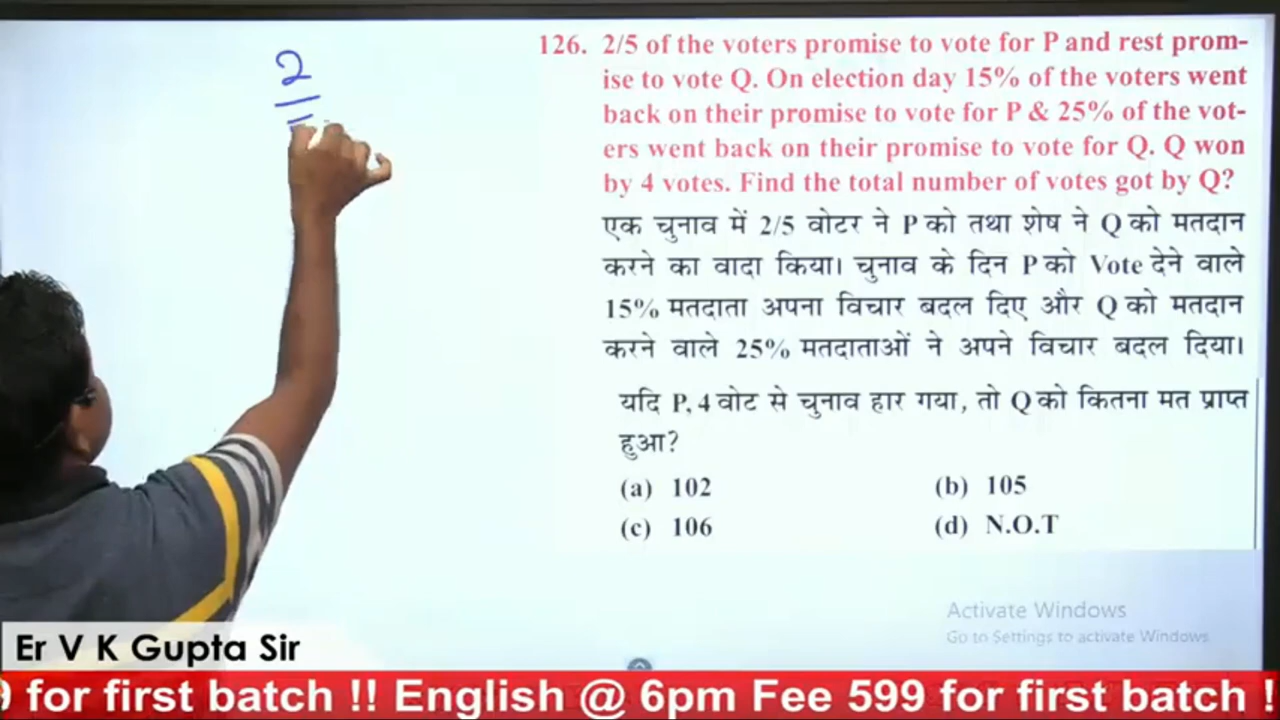 2
126. 2/5 of the voters promise to vote for P and rest prom-
ise to vote Q. On election day 15% of the voters went
back on their promise to vote for P & 25% of the vot-
ers went back on their promise to vote for Q. Q won
by 4 votes. Find the total number of votes got by Q?
एक चुनाव में 2/5 वोटर ने P को तथा शेष ने Q को मतदान
करने का वादा किया। चुनाव के दिन P को Vote देने वाले
15% मतदाता अपना विचार बदल दिए और Q को मतदान
करने वाले 25% मतदाताओं ने अपने विचार बदल दिया।
यदि P, 4 वोट से चुनाव हार गया, तो Q को कितना मत प्राप्त
हुआ?
(a) 102 (b) 105
(c) 106 (d) N.O.T
Activate Windows
Go to Settings to activate Windows
Er V K Gupta Sir
9 for first batch !! English @ 6pm Fee 599 for first batch !